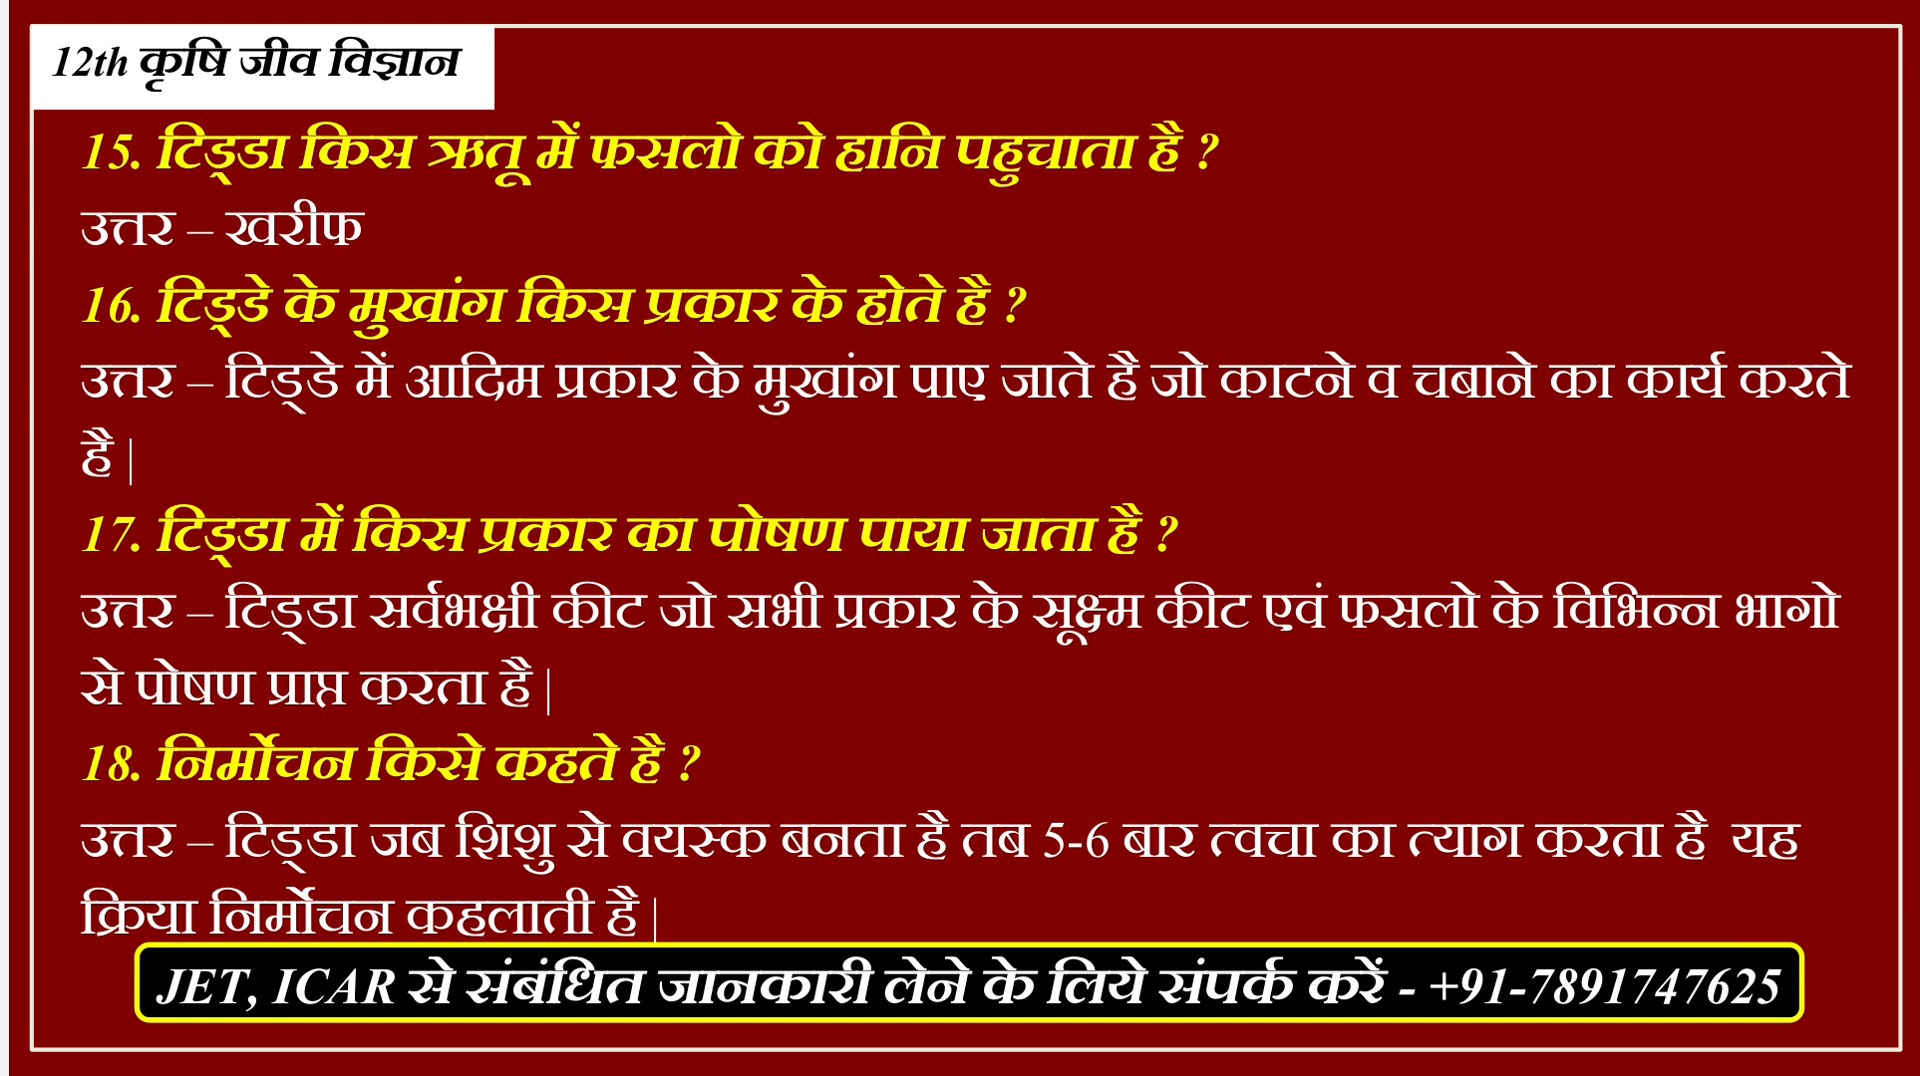 12th कृषि जीव विज्ञान
15. टिड्डा किस ऋतू में फसलो को हानि पहुचाता है ?
उत्तर – खरीफ
16. टिड्डे के मुखांग किस प्रकार के होते है ?
उत्तर – टिड्डे में आदिम प्रकार के मुखांग पाए जाते है जो काटने व चबाने का कार्य करते
है |
17. टिड्डा में किस प्रकार का पोषण पाया जाता है ?
उत्तर – टिड्डा सर्वभक्षी कीट जो सभी प्रकार के सूक्ष्म कीट एवं फसलो के विभिन्न भागो
से पोषण प्राप्त करता है |
18. निर्मोचन किसे कहते है ?
उत्तर – टिड्डा जब शिशु से वयस्क बनता है तब 5-6 बार त्वचा का त्याग करता है यह
क्रिया निर्मोचन कहलाती है |
JET, ICAR से संबंधित जानकारी लेने के लिये संपर्क करें - +91-7891747625